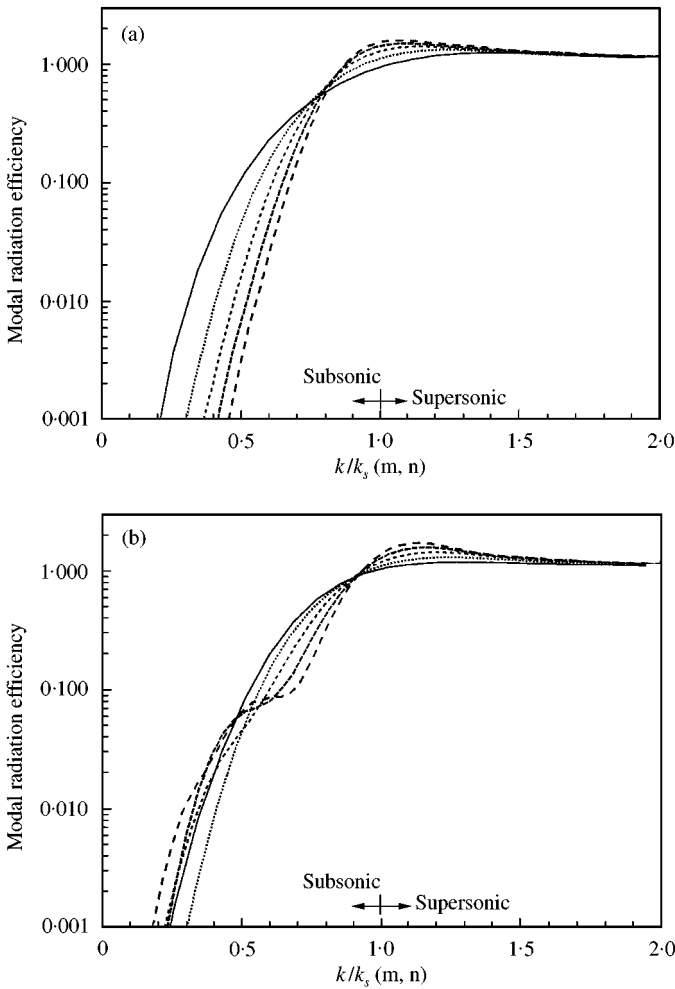 (a)
Modal radiation efficiency
1·000
0·100
0·010
0·001
Subsonic
Supersonic
0
0·5
1·0
1·5
2·0
k/ks (m, n)
(b)
Modal radiation efficiency
1·000
0·100
0·010
0·001
Subsonic
Supersonic
0
0·5
1·0
1·5
2·0
k/ks (m, n)